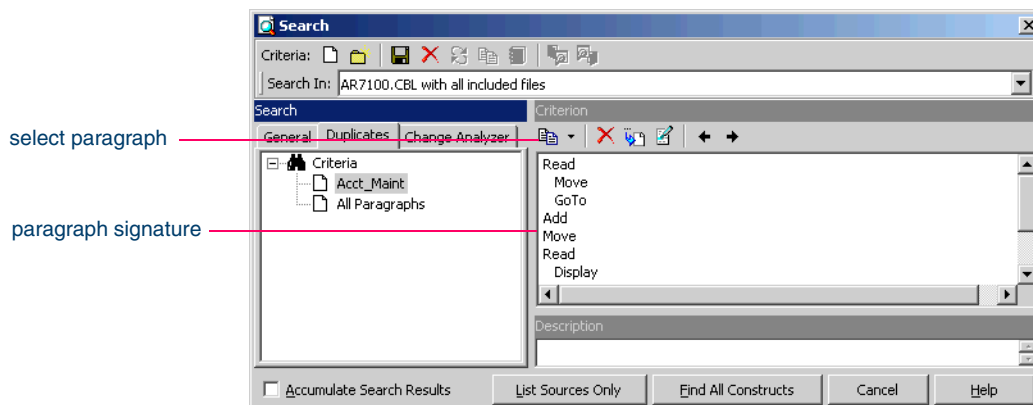 Search
Criteria:
Search In: AR7100.CBL with all included files
Search
Criterion
select paragraph
General Duplicates Change Analyzer
Criteria
Acct_Maint
All Paragraphs
paragraph signature
Read
Move
GoTo
Add
Move
Read
Display
Description
Accumulate Search Results
List Sources Only
Find All Constructs
Cancel
Help